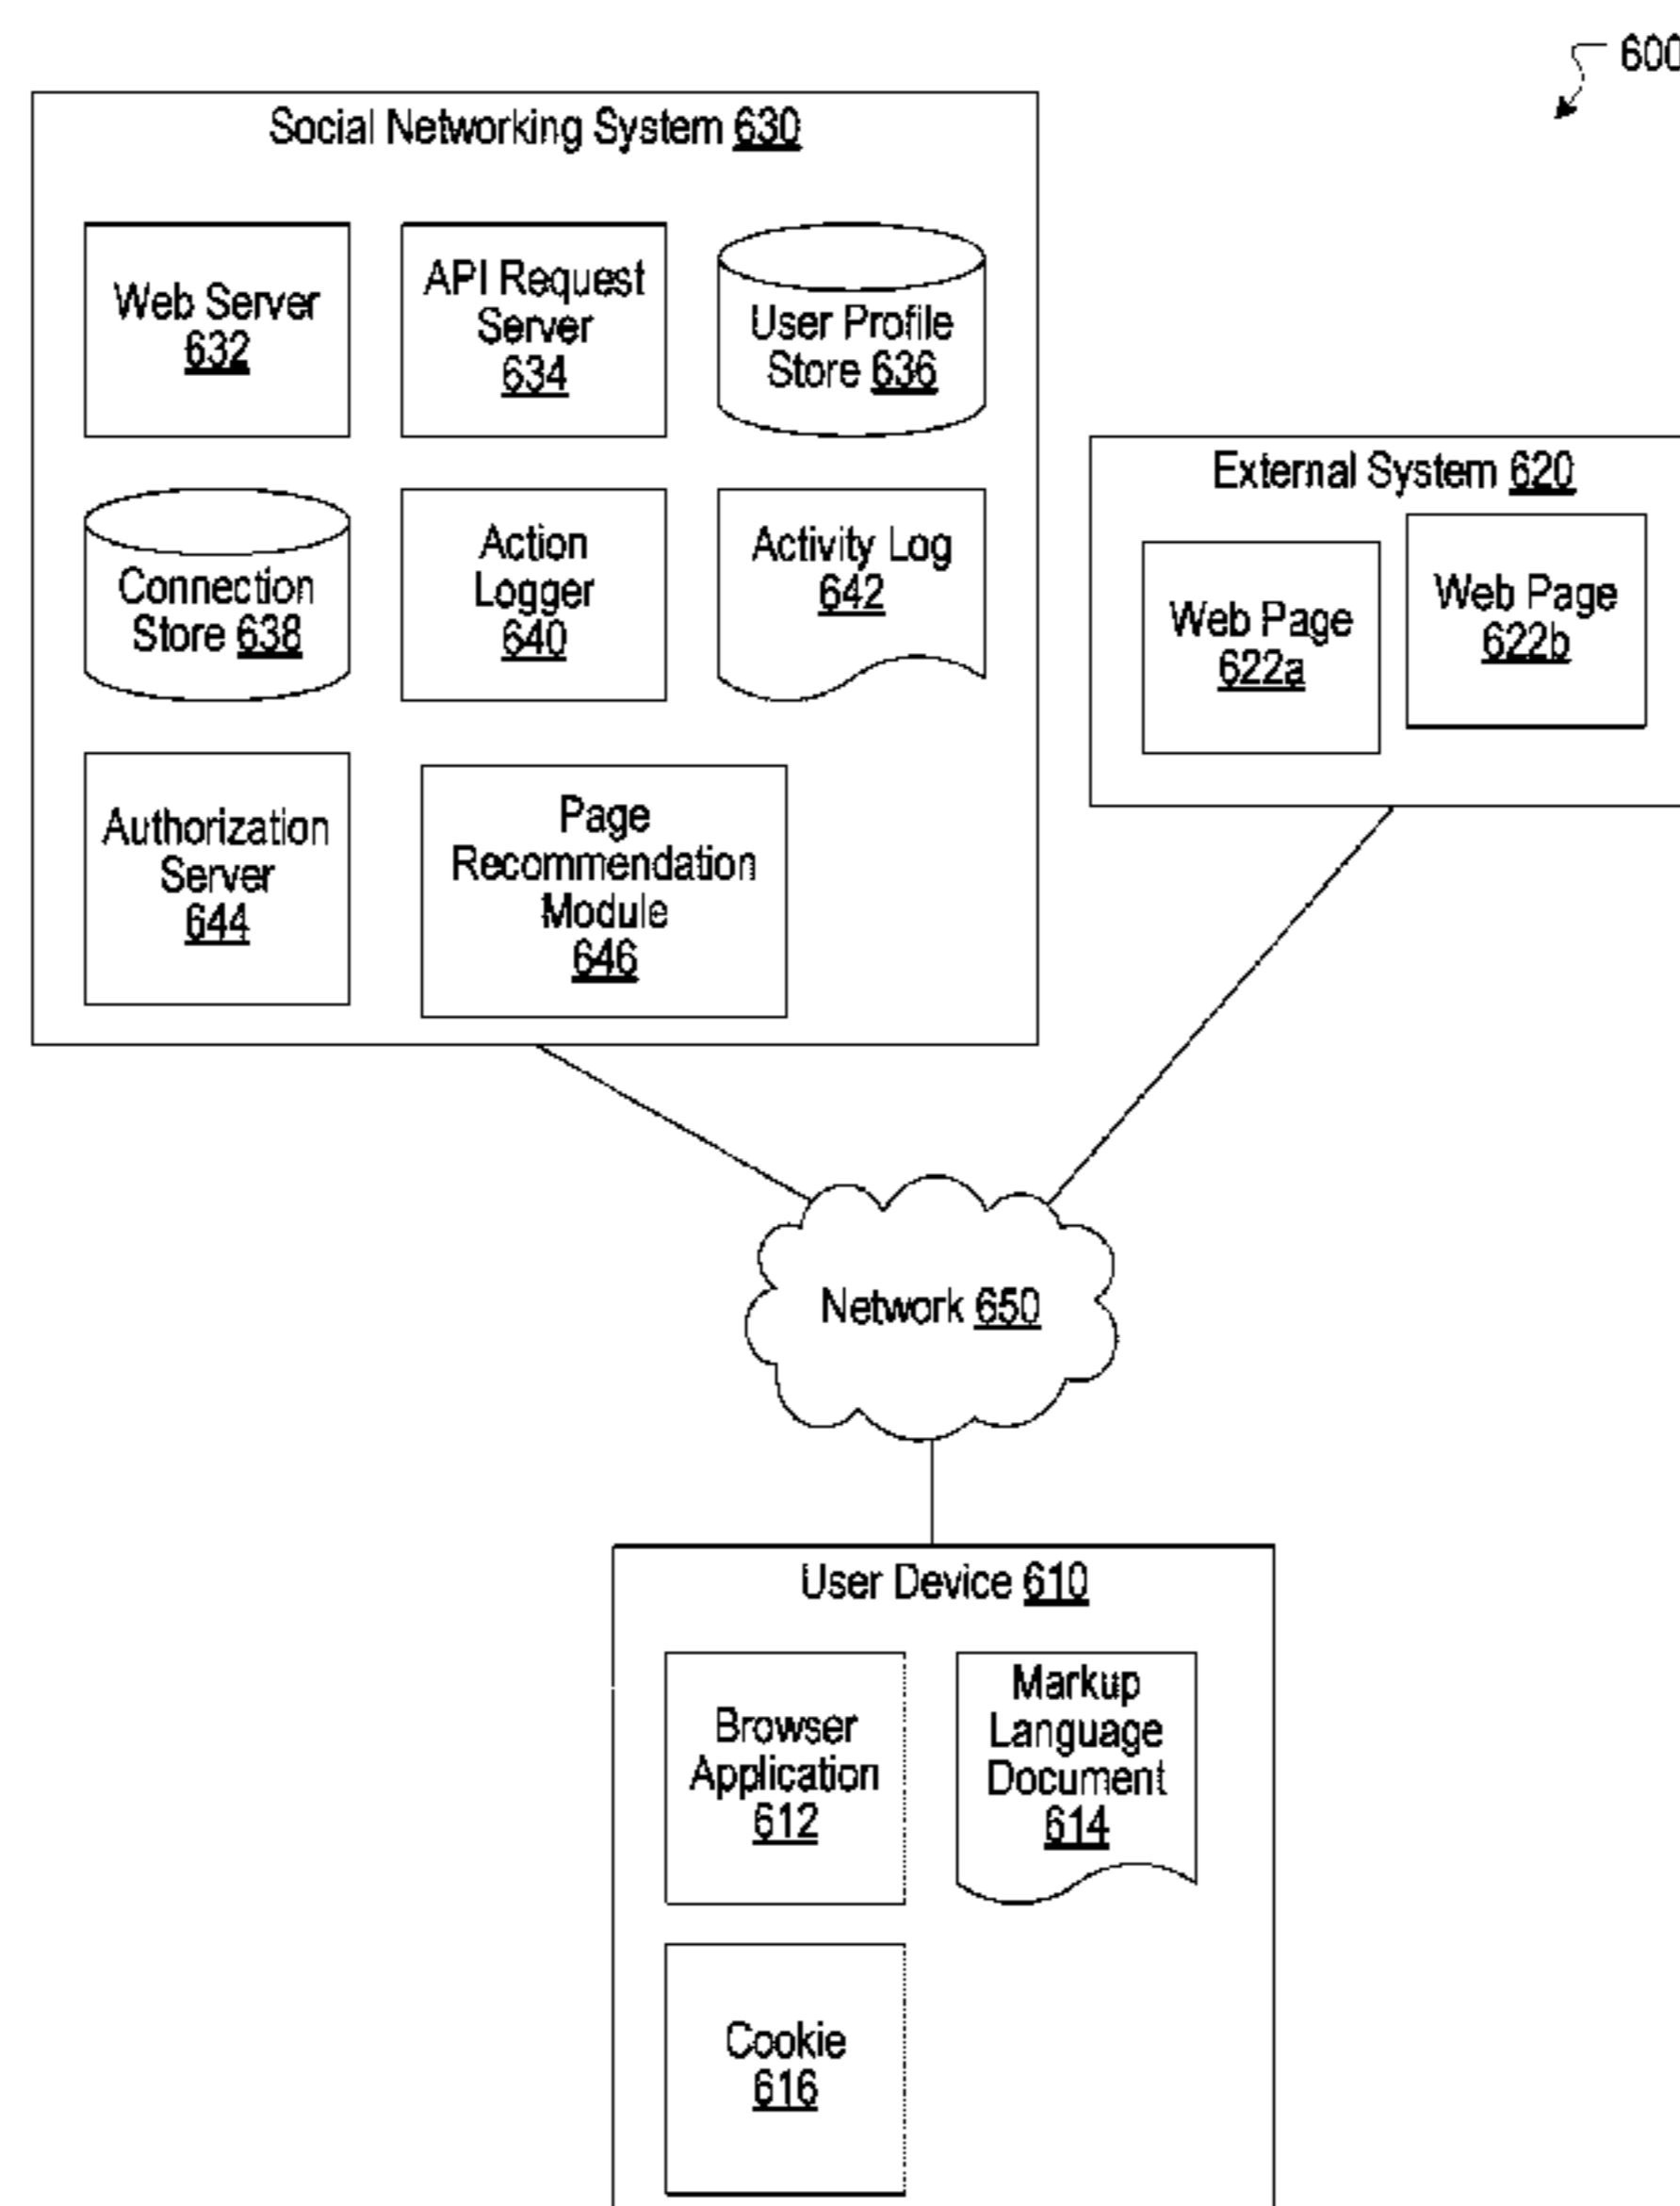 600
Social Networking System 630
Web Server
632
API Request
Server
634
User Profile
Store 636
Connection
Store 638
Action
Logger
640
Activity Log
642
Authorization
Server
644
Page
Recommendation
Module
646
External System 620
Web Page
622a
Web Page
622b
Network 650
User Device 610
Browser
Application
612
Markup
Language
Document
614
Cookie
616